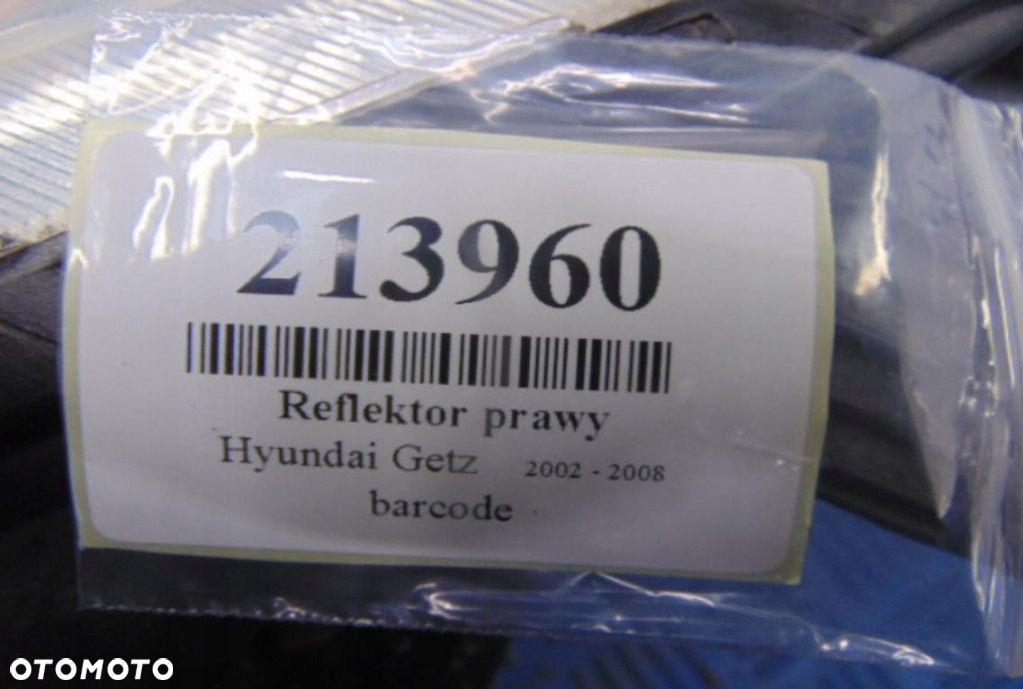 213960
Reflektor prawy
Hyundai Getz 2002 - 2008
barcode
OTOMOTO